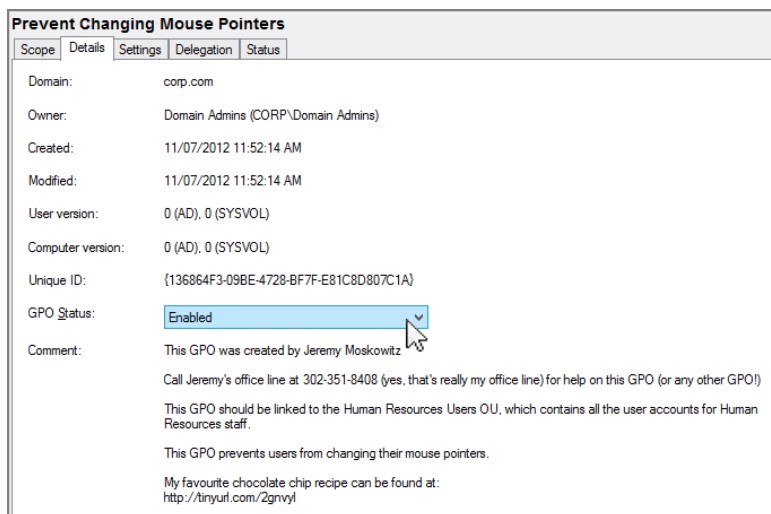 Prevent Changing Mouse Pointers
Scope Details Settings Delegation Status
Domain: corp.com
Owner: Domain Admins (CORP\Domain Admins)
Created: 11/07/2012 11:52:14 AM
Modified: 11/07/2012 11:52:14 AM
User version: 0 (AD), 0 (SYSVOL)
Computer version: 0 (AD), 0 (SYSVOL)
Unique ID: {136864F3-09BE-4728-BF7F-E81C8D807C1A}
GPO Status: Enabled
Comment: This GPO was created by Jeremy Moskowitz
Call Jeremy's office line at 302-351-8408 (yes, that's really my office line) for help on this GPO (or any other GPO!)
This GPO should be linked to the Human Resources Users OU, which contains all the user accounts for Human
Resources staff.
This GPO prevents users from changing their mouse pointers.
My favourite chocolate chip recipe can be found at:
http://tinyurl.com/2gnvyl